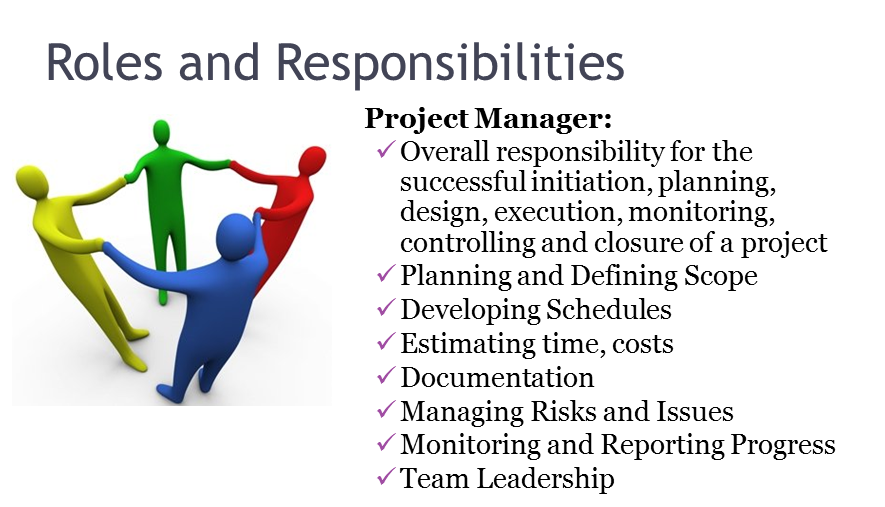 Roles and Responsibilities
Project Manager:
✓Overall responsibility for the
successful initiation, planning,
design, execution, monitoring,
controlling and closure of a project
✓Planning and Defining Scope
✓Developing Schedules
✓Estimating time, costs
✓Documentation
✓Managing Risks and Issues
✓Monitoring and Reporting Progress
✓Team Leadership